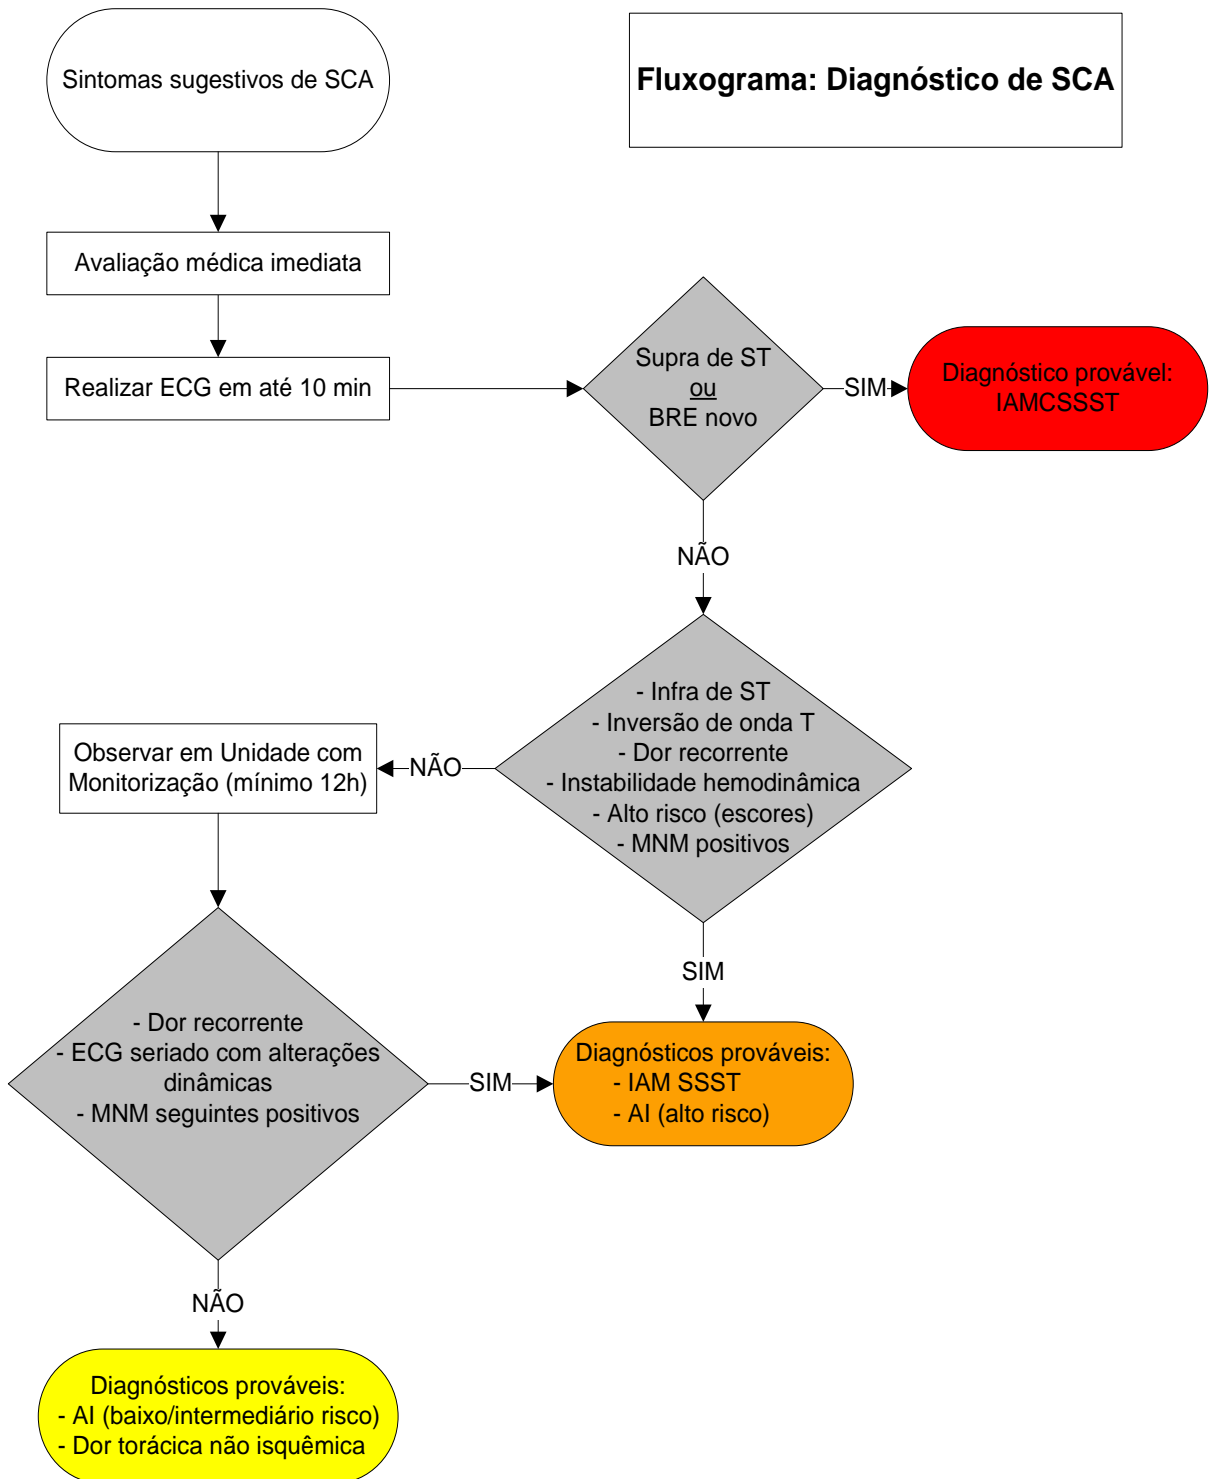 Sintomas sugestivos de SCA
Fluxograma: Diagnóstico de SCA
Avaliação médica imediata
Realizar ECG em até 10 min
Supra de ST
ou
BRE novo
SIM
Diagnóstico provável:
IAMCSSST
NÃO
- Infra de ST
- Inversão de onda T
- Dor recorrente
- Instabilidade hemodinâmica
- Alto risco (escores)
- MNM positivos
NÃO
Observar em Unidade com
Monitorização (mínimo 12h)
SIM
- Dor recorrente
- ECG seriado com alterações
dinâmicas
- MNM seguintes positivos
SIM
Diagnósticos prováveis:
- IAM SSST
- AI (alto risco)
NÃO
Diagnósticos prováveis:
- AI (baixo/intermediário risco)
- Dor torácica não isquêmica